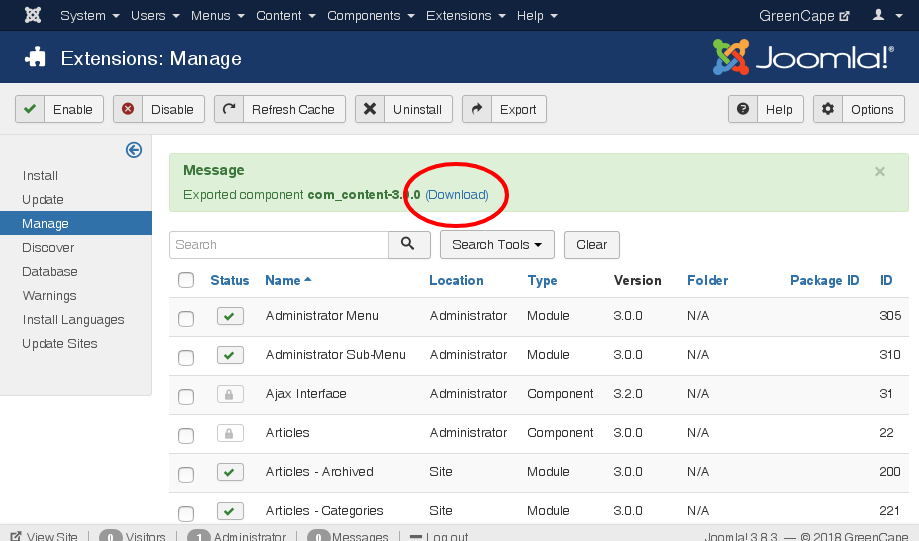 System Users Menus Content Components Extensions Help GreenCape
Extensions: Manage Joomla!®
Enable Disable Refresh Cache Uninstall Export Help Options
Install
Update
Manage
Discover
Database
Warnings
Install Languages
Update Sites
Message ×
Exported component com_content-3.0.0 (Download)
Search Search Tools Clear
Status Name Location Type Version Folder Package ID ID
Administrator Menu Administrator Module 3.0.0 N/A 305
Administrator Sub-Menu Administrator Module 3.0.0 N/A 310
Ajax Interface Administrator Component 3.2.0 N/A 31
Articles Administrator Component 3.0.0 N/A 22
Articles - Archived Site Module 3.0.0 N/A 200
Articles - Categories Site Module 3.0.0 N/A 221
View Site 0 Visitors 1 Administrator 0 Messages Log out Joomla! 3.8.3 — © 2018 GreenCape